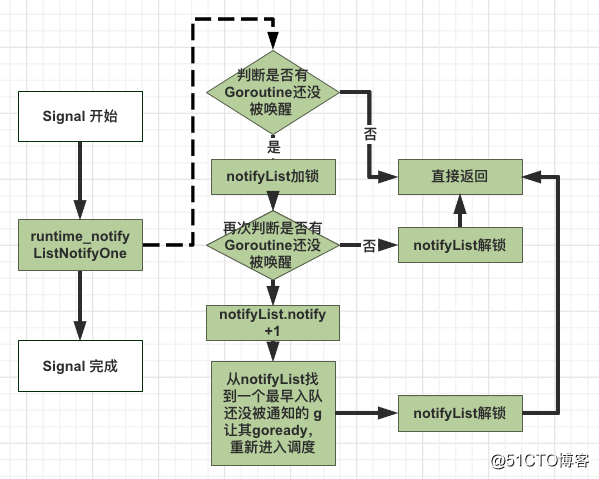 Signal 开始
runtime_notify
ListNotifyOne
Signal 完成
判断是否有
Goroutine还没
被唤醒
否
是
notifyList加锁
直接返回
再次判断是否有
Goroutine还没
被唤醒
否
notifyList解锁
notifyList.notify
+1
从notifyList找
到一个最早入队
还没被通知的 g
让其goready，
重新进入调度
notifyList解锁
@51CTO博客